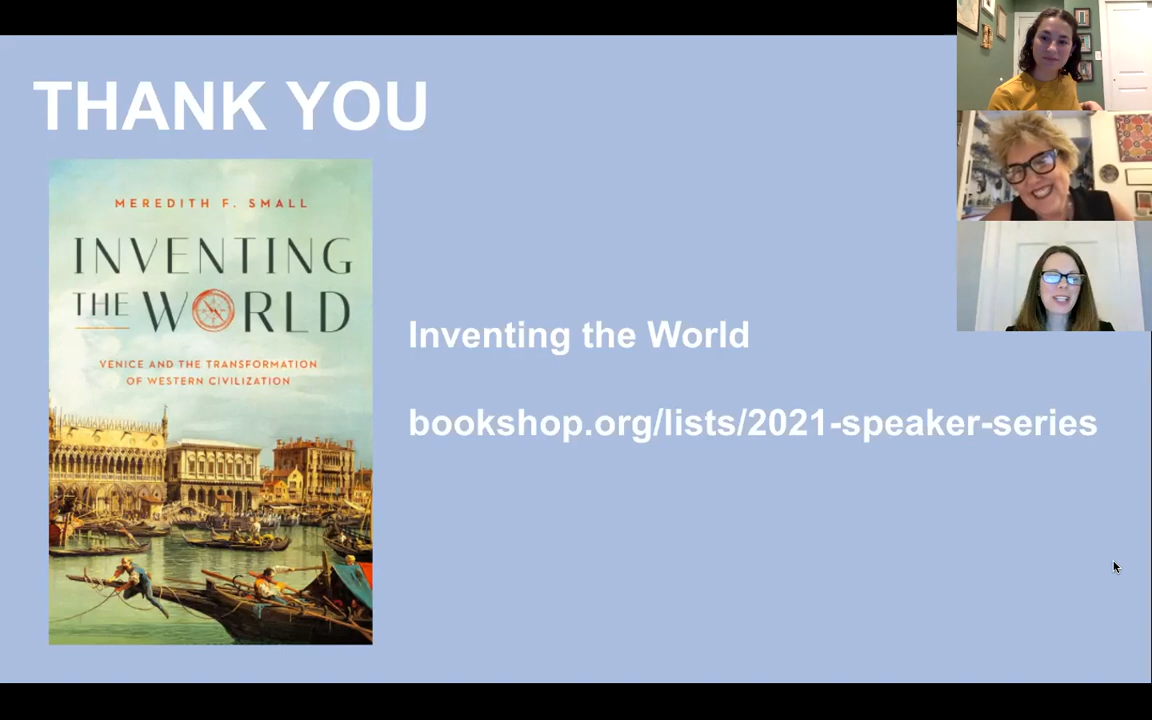 THANK YOU
MEREDITH F. SMALL
INVENTING
THE WORLD
VENICE AND THE TRANSFORMATION
OF WESTERN CIVILIZATION
Inventing the World
bookshop.org/lists/2021-speaker-series